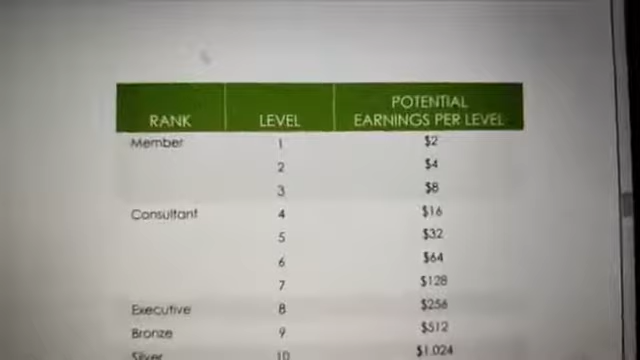 RANK LEVEL POTENTIAL EARNINGS PER LEVEL
Member 1 $2
2 $4
3 $8
Consultant 4 $16
5 $32
6 $64
7 $128
Executive 8 $256
Bronze 9 $512
Silver 10 $1,024